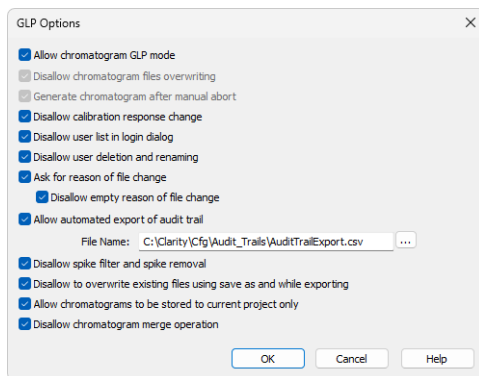 GLP Options
Allow chromatogram GLP mode
Disallow chromatogram files overwriting
Generate chromatogram after manual abort
Disallow calibration response change
Disallow user list in login dialog
Disallow user deletion and renaming
Ask for reason of file change
Disallow empty reason of file change
Allow automated export of audit trail
File Name: C:\Clarity\Cfg\Audit_Trails\AuditTrailExport.csv ...
Disallow spike filter and spike removal
Disallow to overwrite existing files using save as and while exporting
Allow chromatograms to be stored to current project only
Disallow chromatogram merge operation
OK Cancel Help